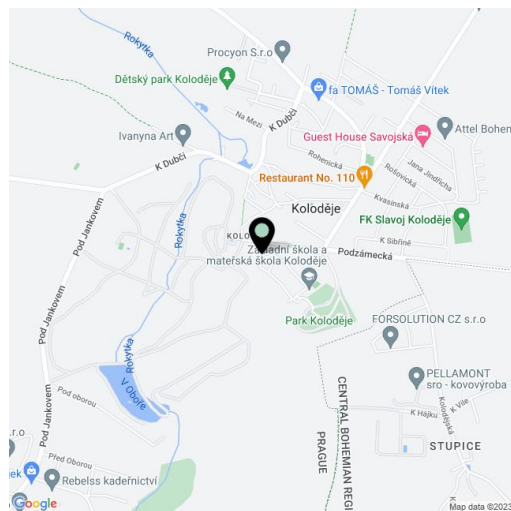 Rokytka
Procyon S.r.o
Dětský park Koloděje
fa TOMÁŠ - Tomáš Vítek
Na Mezi
K Dubči
Ivanyna Art
Guest House Savojská
Attel Bohem
K Dubči
Rohenická
Jana Jindřicha
Rošovická
Restaurant No. 110
Kvasinská
Koloděje
FK Slavoj Koloděje
Pod Jankovem
Rokytka
KOLO
K Sibřině
Základní škola a
mateřská škola Koloděje
Podzámecká
Park Koloděje
FORSOLUTION CZ s.r.o
Rokytka
V Oboře
Pod oborou
Pod Jankovem
CENTRAL BOHEMIAN REGI
PRAGUE
PELLAMONT
sro - kovovýroba
K Hájku
K Vile
Kolodějská
STUPICE
.r.o
Před Oborou
ek
Rebelss kadeřnictví
Google
Map data ©2023